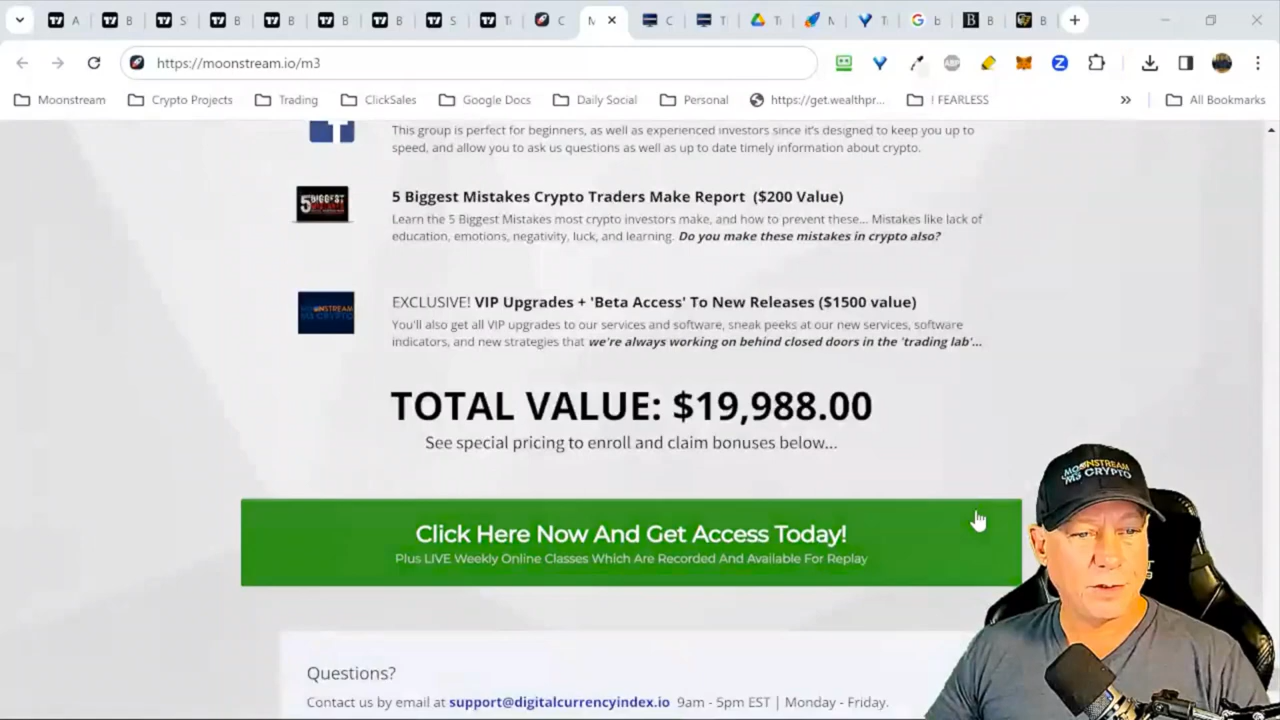 A
B
S
B
B
B
B
S
T
C
M
C
T
T
N
T
G b
B B
B
https://moonstream.io/m3
ABP
Moonstream
Crypto Projects
Trading
ClickSales
Google Docs
Daily Social
Personal
https://get.wealthpr...
! FEARLESS
»
All Bookmarks
This group is perfect for beginners, as well as experienced investors since it's designed to keep you up to
speed, and allow you to ask us questions as well as up to date timely information about crypto.
5 BIGGEST
5 Biggest Mistakes Crypto Traders Make Report ($200 Value)
Learn the 5 Biggest Mistakes most crypto investors make, and how to prevent these... Mistakes like lack of
education, emotions, negativity, luck, and learning. Do you make these mistakes in crypto also?
MOONSTREAM
M3 CRYPTO
EXCLUSIVE! VIP Upgrades + 'Beta Access' To New Releases ($1500 value)
You'll also get all VIP upgrades to our services and software, sneak peeks at our new services, software
indicators, and new strategies that we're always working on behind closed doors in the 'trading lab'...
TOTAL VALUE: $19,988.00
See special pricing to enroll and claim bonuses below...
Click Here Now And Get Access Today!
Plus LIVE Weekly Online Classes Which Are Recorded And Available For Replay
MOONSTREAM
M3 CRYPTO
Questions?
Contact us by email at support@digitalcurrencyindex.io 9am - 5pm EST | Monday - Friday.